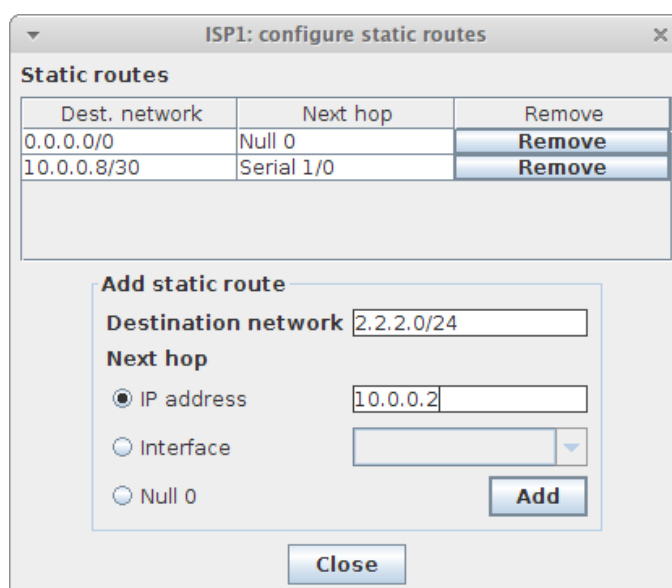 ISP1: configure static routes
Static routes
Dest. network Next hop Remove
0.0.0.0/0 Null 0 Remove
10.0.0.8/30 Serial 1/0 Remove
Add static route
Destination network 2.2.2.0/24
Next hop
IP address 10.0.0.2
Interface
Null 0 Add
Close